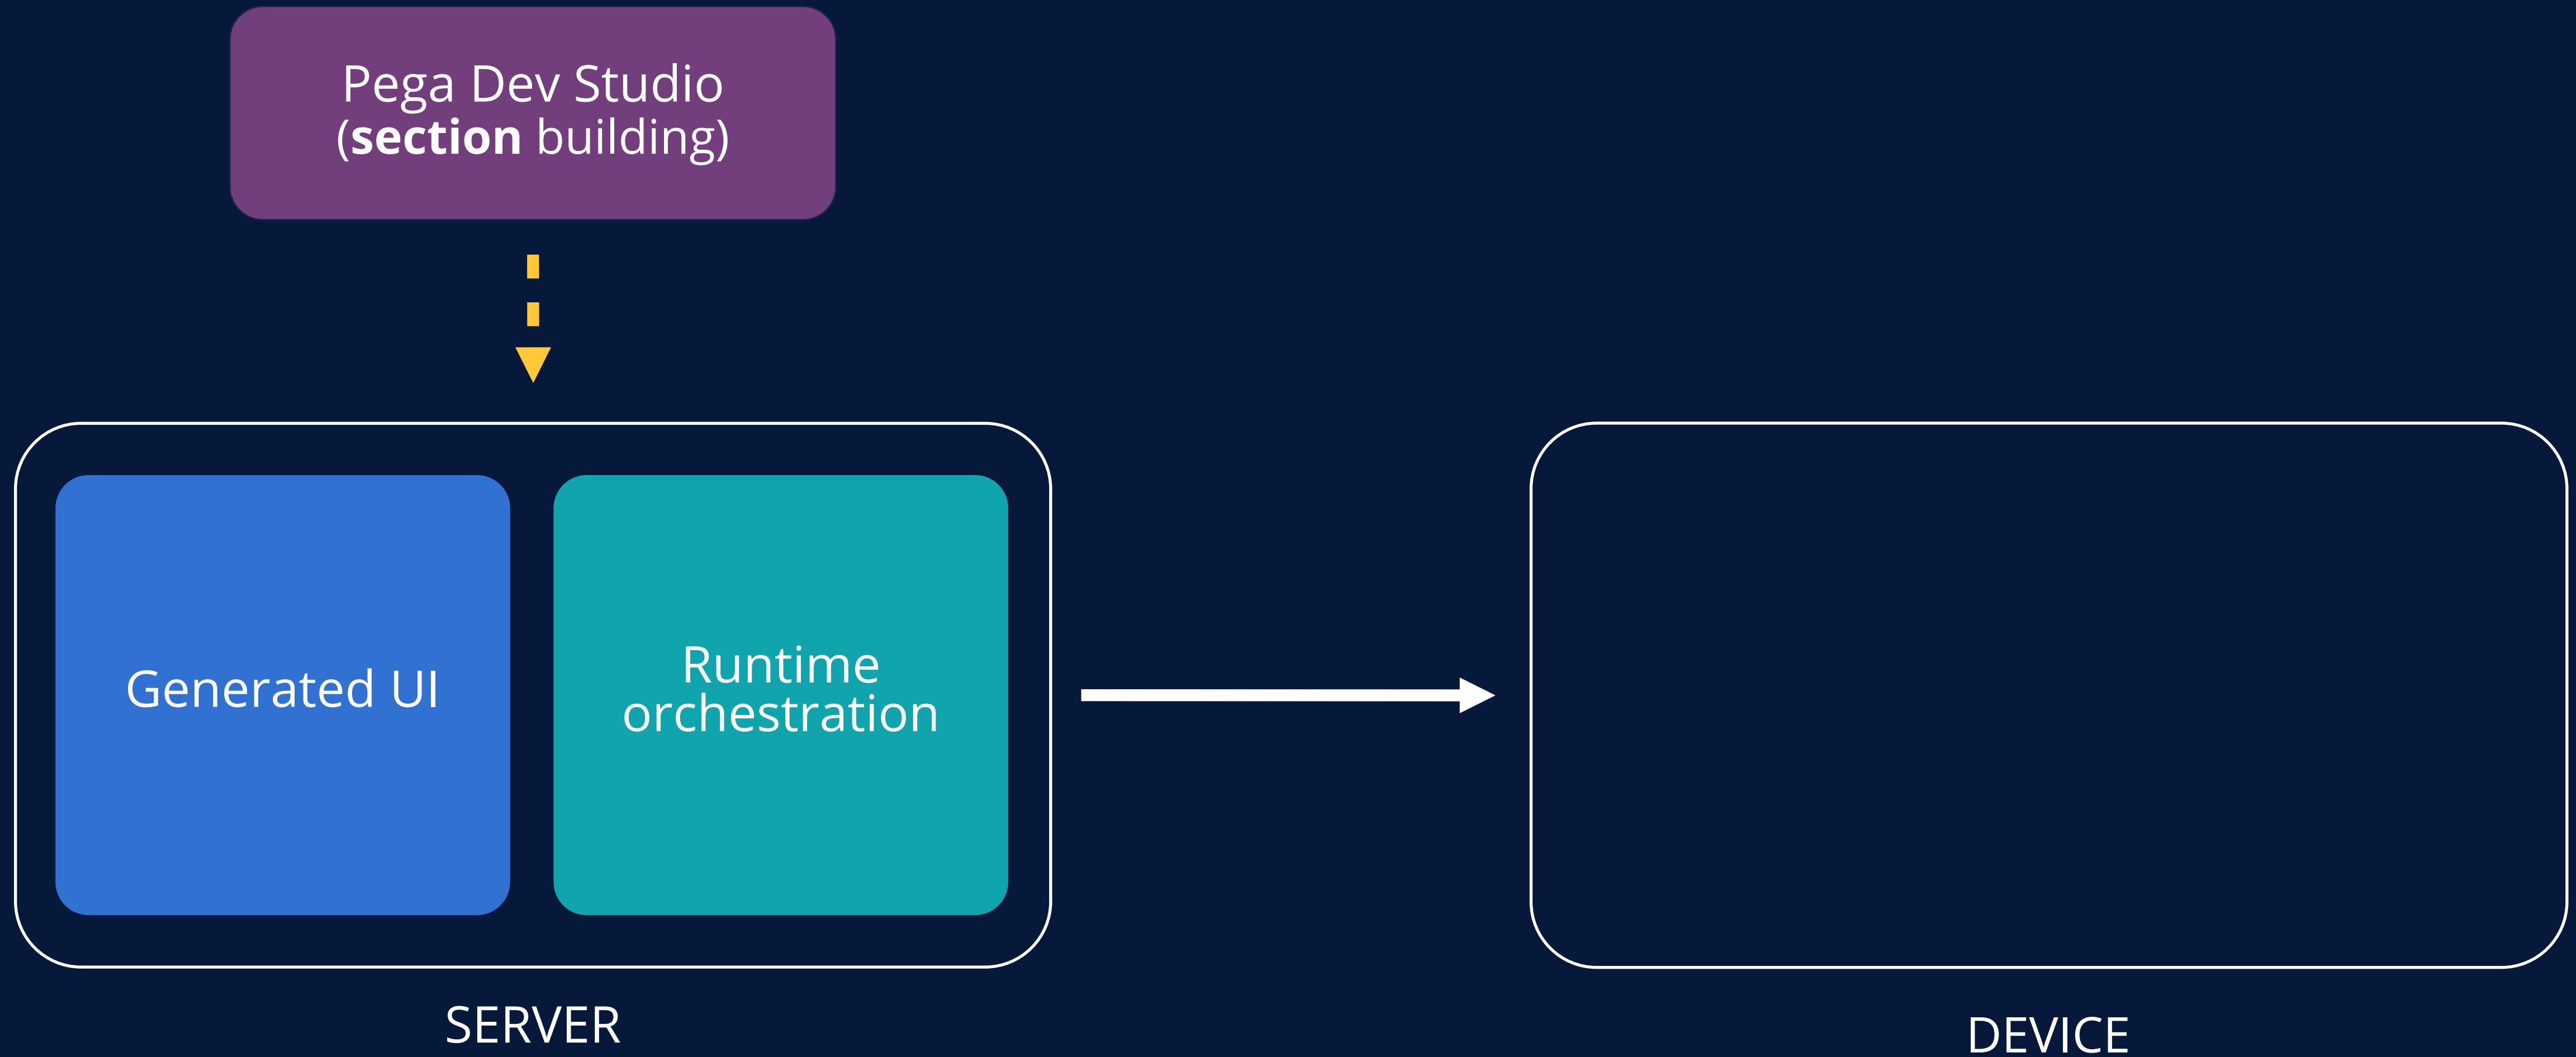 Pega Dev Studio
(section building)
Generated UI
Runtime
orchestration
SERVER
DEVICE